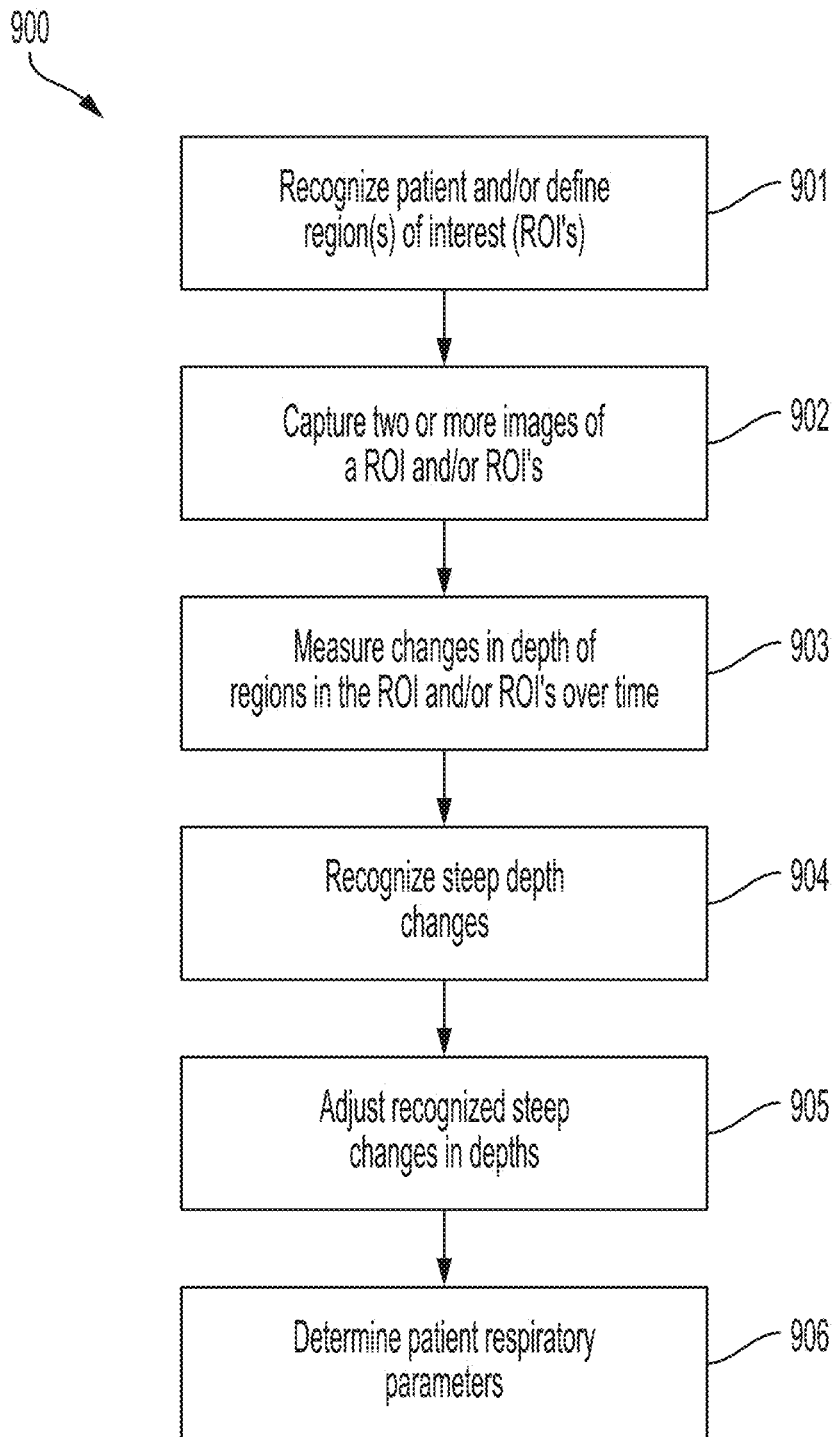 900
Recognize patient and/or define
region(s) of interest (ROI's)
901
Capture two or more images of
a ROI and/or ROI's
902
Measure changes in depth of
regions in the ROI and/or ROI's over time
903
Recognize steep depth
changes
904
Adjust recognized steep
changes in depths
905
Determine patient respiratory
parameters
906